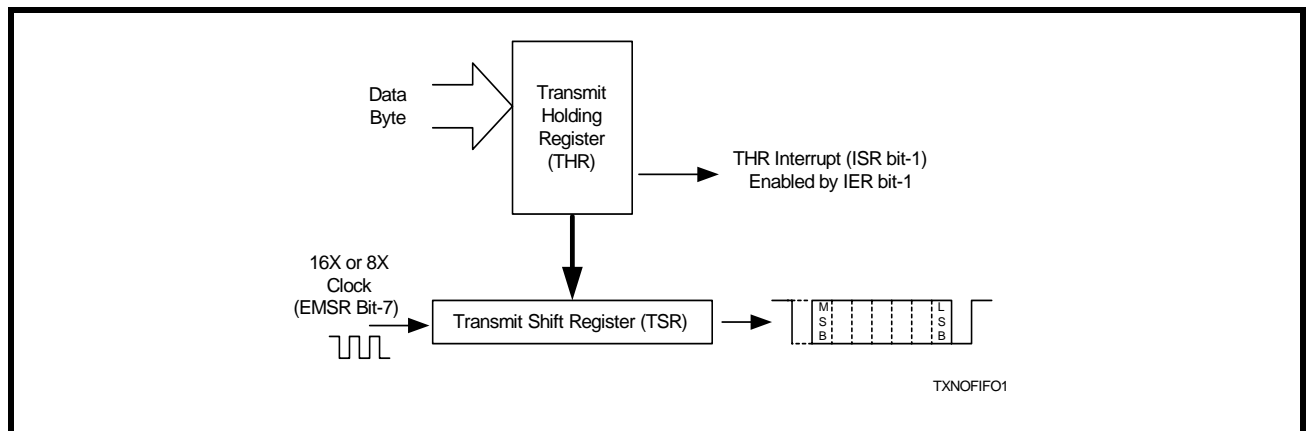 Data
Byte
Transmit
Holding
Register
(THR)
THR Interrupt (ISR bit-1)
Enabled by IER bit-1
16X or 8X
Clock
(EMSR Bit-7)
Transmit Shift Register (TSR)
M
S
B
L
S
B
TXNOFIFO1